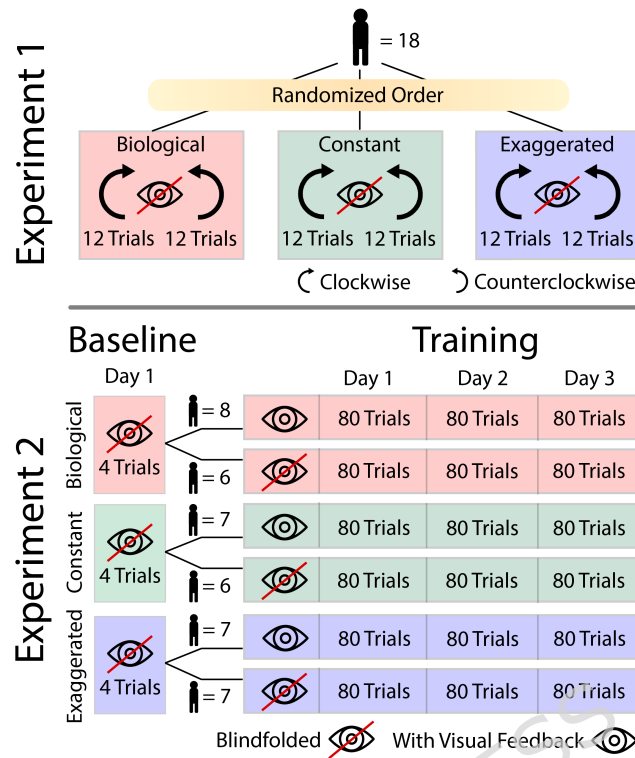 Experiment 1
= 18
Randomized Order
Biological
12 Trials 12 Trials
Constant
12 Trials 12 Trials
Exaggerated
12 Trials 12 Trials
Clockwise
Counterclockwise
Experiment 2
Baseline
Training
Day 1
Day 1 Day 2 Day 3
Biological
4 Trials
= 8
80 Trials 80 Trials 80 Trials
= 6
80 Trials 80 Trials 80 Trials
Constant
4 Trials
= 7
80 Trials 80 Trials 80 Trials
= 6
80 Trials 80 Trials 80 Trials
Exaggerated
4 Trials
= 7
80 Trials 80 Trials 80 Trials
= 7
80 Trials 80 Trials 80 Trials
Blindfolded
With Visual Feedback